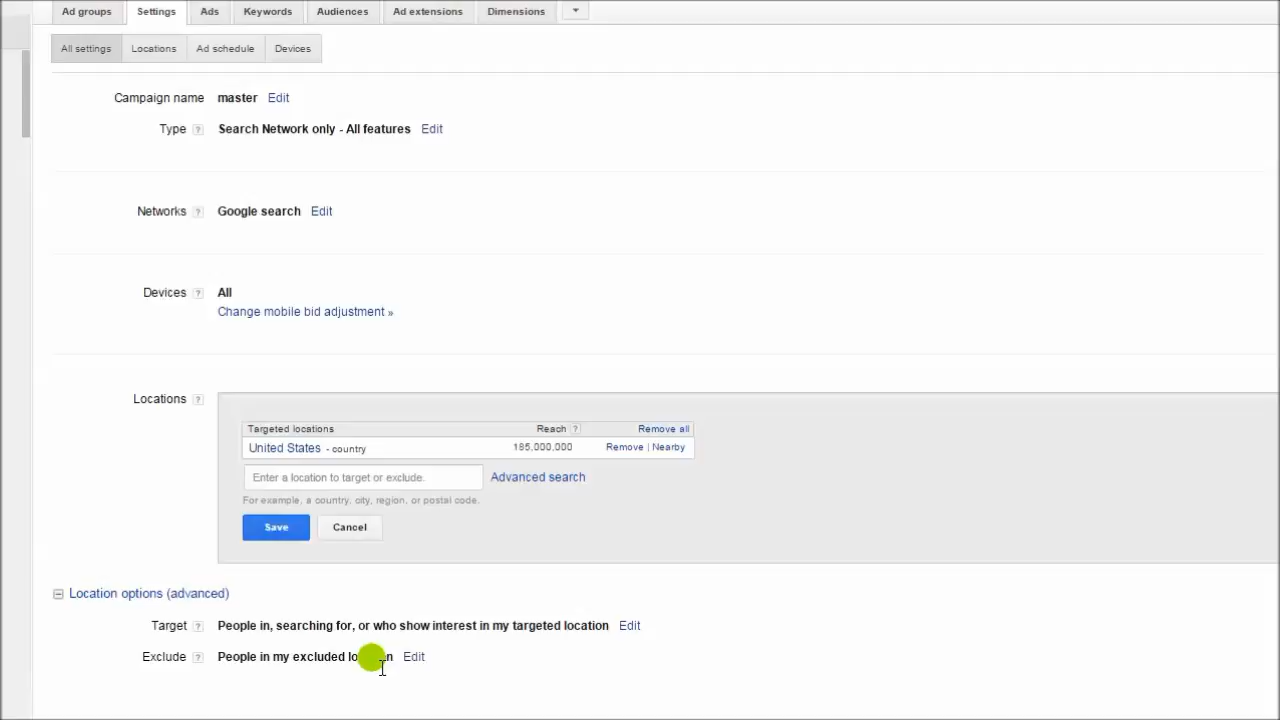 Ad groups Settings Ads Keywords Audiences Ad extensions Dimensions
All settings Locations Ad schedule Devices
Campaign name master Edit
Type ? Search Network only - All features Edit
Networks ? Google search Edit
Devices ? All
Change mobile bid adjustment »
Locations ?
Targeted locations Reach ? Remove all
United States - country 185,000,000 Remove | Nearby
Enter a location to target or exclude. Advanced search
For example, a country, city, region, or postal code.
Save Cancel
Location options (advanced)
Target ? People in, searching for, or who show interest in my targeted location Edit
Exclude ? People in my excluded Edit